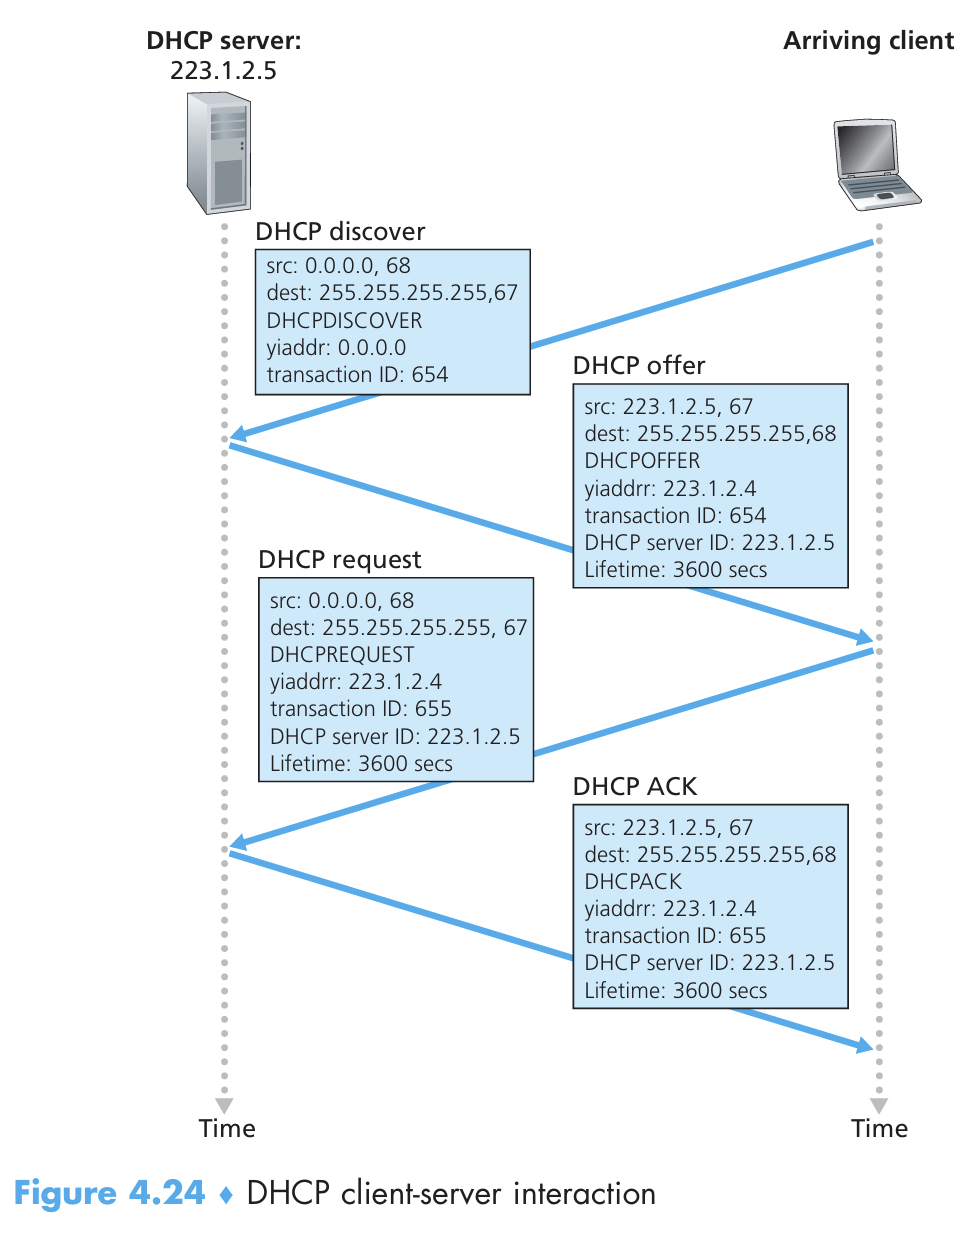 DHCP server:
223.1.2.5
Arriving client
DHCP discover
src: 0.0.0.0, 68
dest: 255.255.255.255,67
DHCPDISCOVER
yiaddr: 0.0.0.0
transaction ID: 654
DHCP offer
src: 223.1.2.5, 67
dest: 255.255.255.255,68
DHCPOFFER
yiaddrr: 223.1.2.4
transaction ID: 654
DHCP server ID: 223.1.2.5
Lifetime: 3600 secs
DHCP request
src: 0.0.0.0, 68
dest: 255.255.255.255, 67
DHCPREQUEST
yiaddrr: 223.1.2.4
transaction ID: 655
DHCP server ID: 223.1.2.5
Lifetime: 3600 secs
DHCP ACK
src: 223.1.2.5, 67
dest: 255.255.255.255,68
DHCPACK
yiaddrr: 223.1.2.4
transaction ID: 655
DHCP server ID: 223.1.2.5
Lifetime: 3600 secs
Time
Time
Figure 4.24 ♦ DHCP client-server interaction